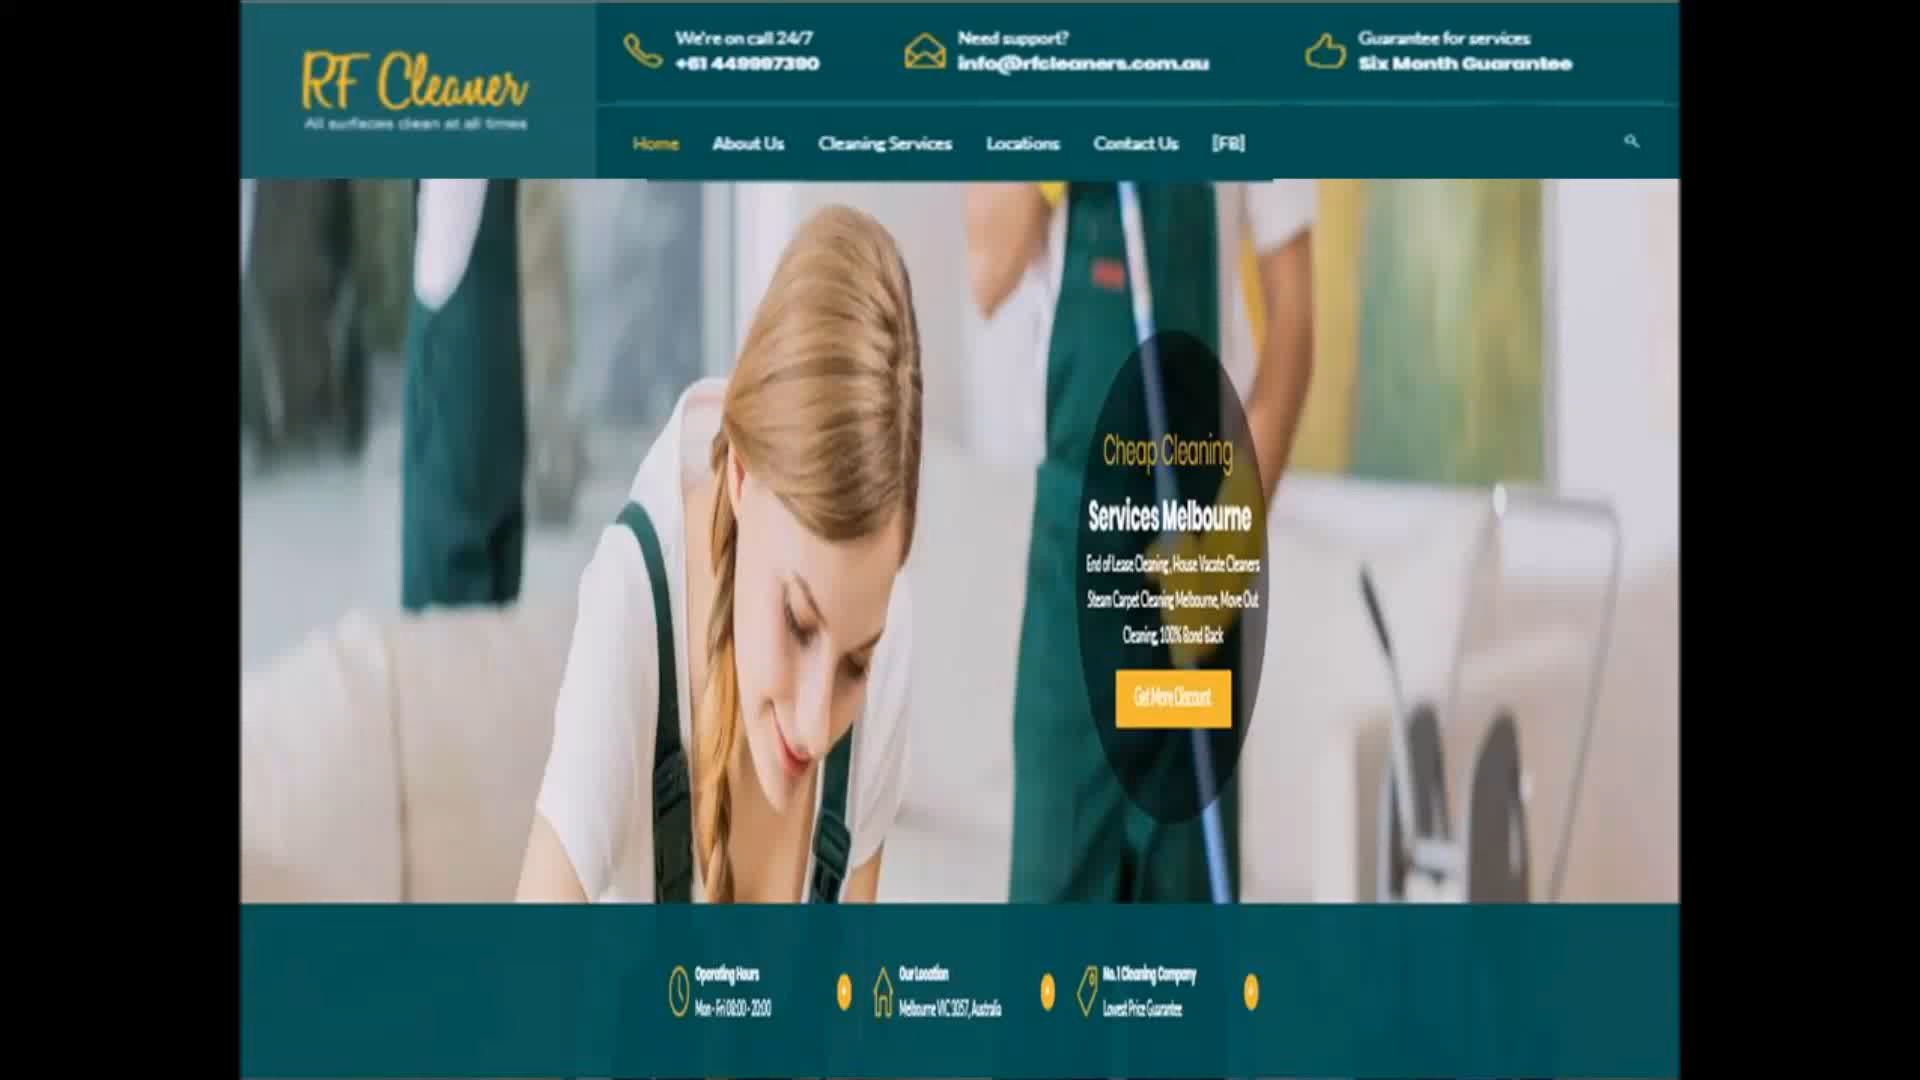 RF Cleaner
All surfaces clean at all times
We're on call 24/7
+61 449997390
Need support?
info@rfcleaners.com.au
Guarantee for services
Six Month Guarantee
Home
About Us
Cleaning Services
Locations
Contact Us
[FB]
Cheap Cleaning
Services Melbourne
End of Lease Cleaning, House Vacate Cleaners
Steam Carpet Cleaning Melbourne, Move Out
Cleaning, 100% Bond Back
Get More Discount
Operating Hours
Mon - Fri 08:00 - 20:00
Our Location
Melbourne VIC 3057, Australia
No. 1 Cleaning Company
Lowest Price Guarantee